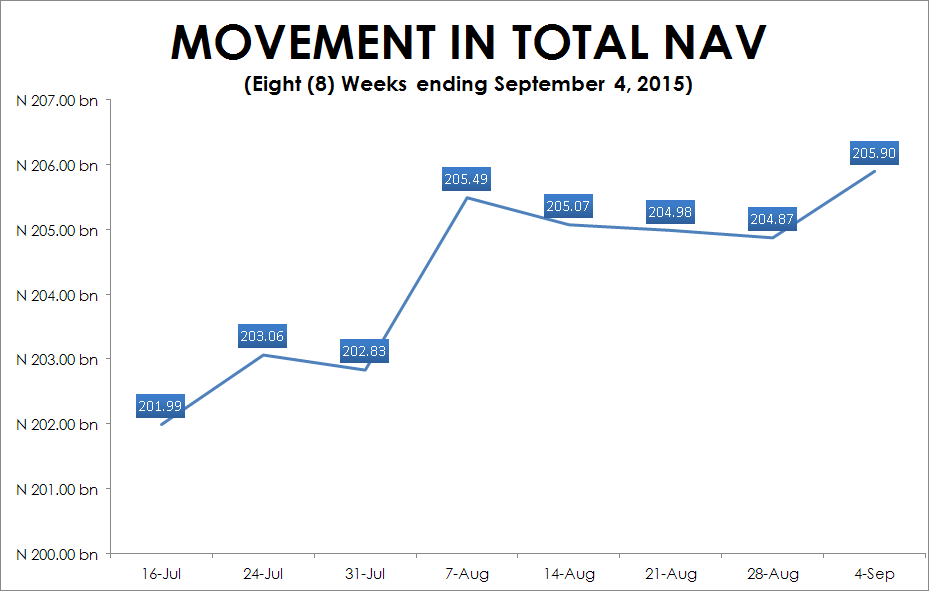 MOVEMENT IN TOTAL NAV
(Eight (8) Weeks ending September 4, 2015)
N 207.00 bn
N 206.00 bn
N 205.00 bn
N 204.00 bn
N 203.00 bn
N 202.00 bn
N 201.00 bn
N 200.00 bn
201.99
203.06
202.83
205.49
205.07
204.98
204.87
205.90
16-Jul 24-Jul 31-Jul 7-Aug 14-Aug 21-Aug 28-Aug 4-Sep